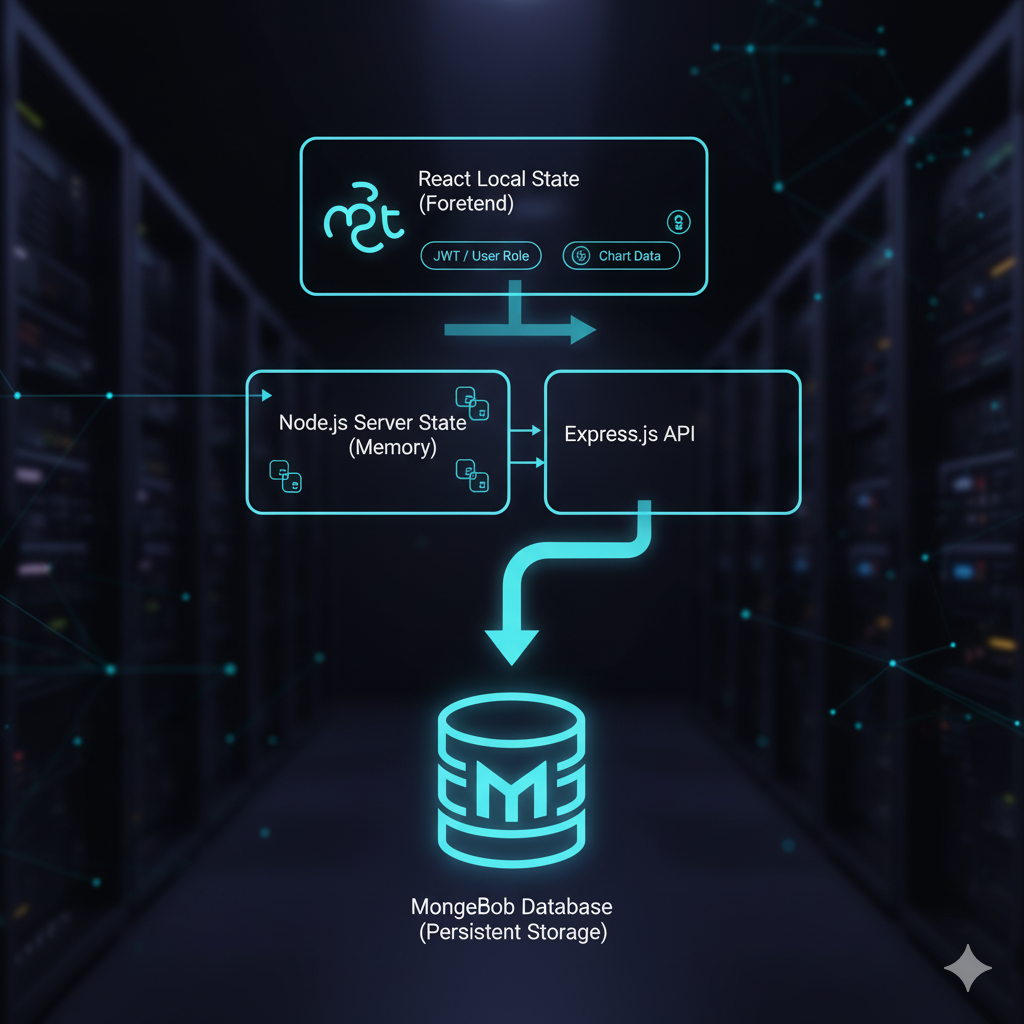 React Local State
(Foretend)
JWT / User Role
Chart Data
Node.js Server State
(Memory)
Express.js API
M
MongeBob Database
(Persistent Storage)